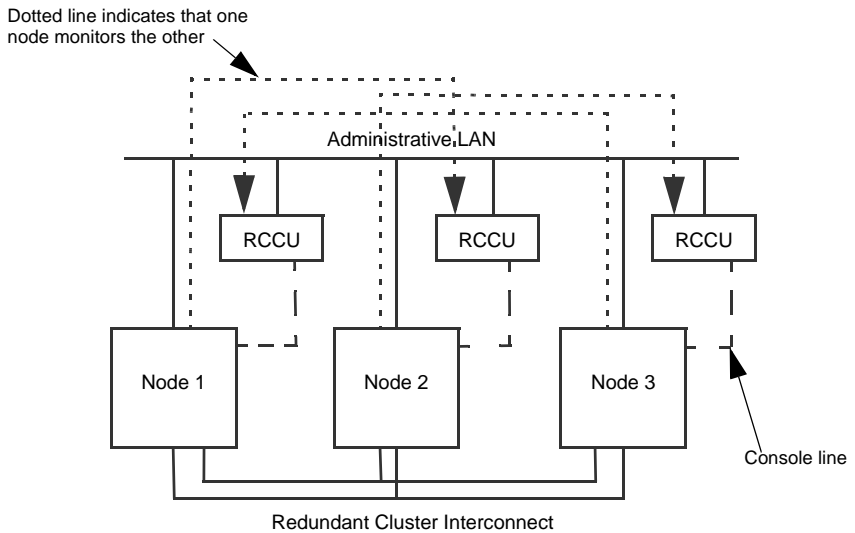 Dotted line indicates that one
node monitors the other
Administrative LAN
RCCU
RCCU
RCCU
Node 1
Node 2
Node 3
Console line
Redundant Cluster Interconnect